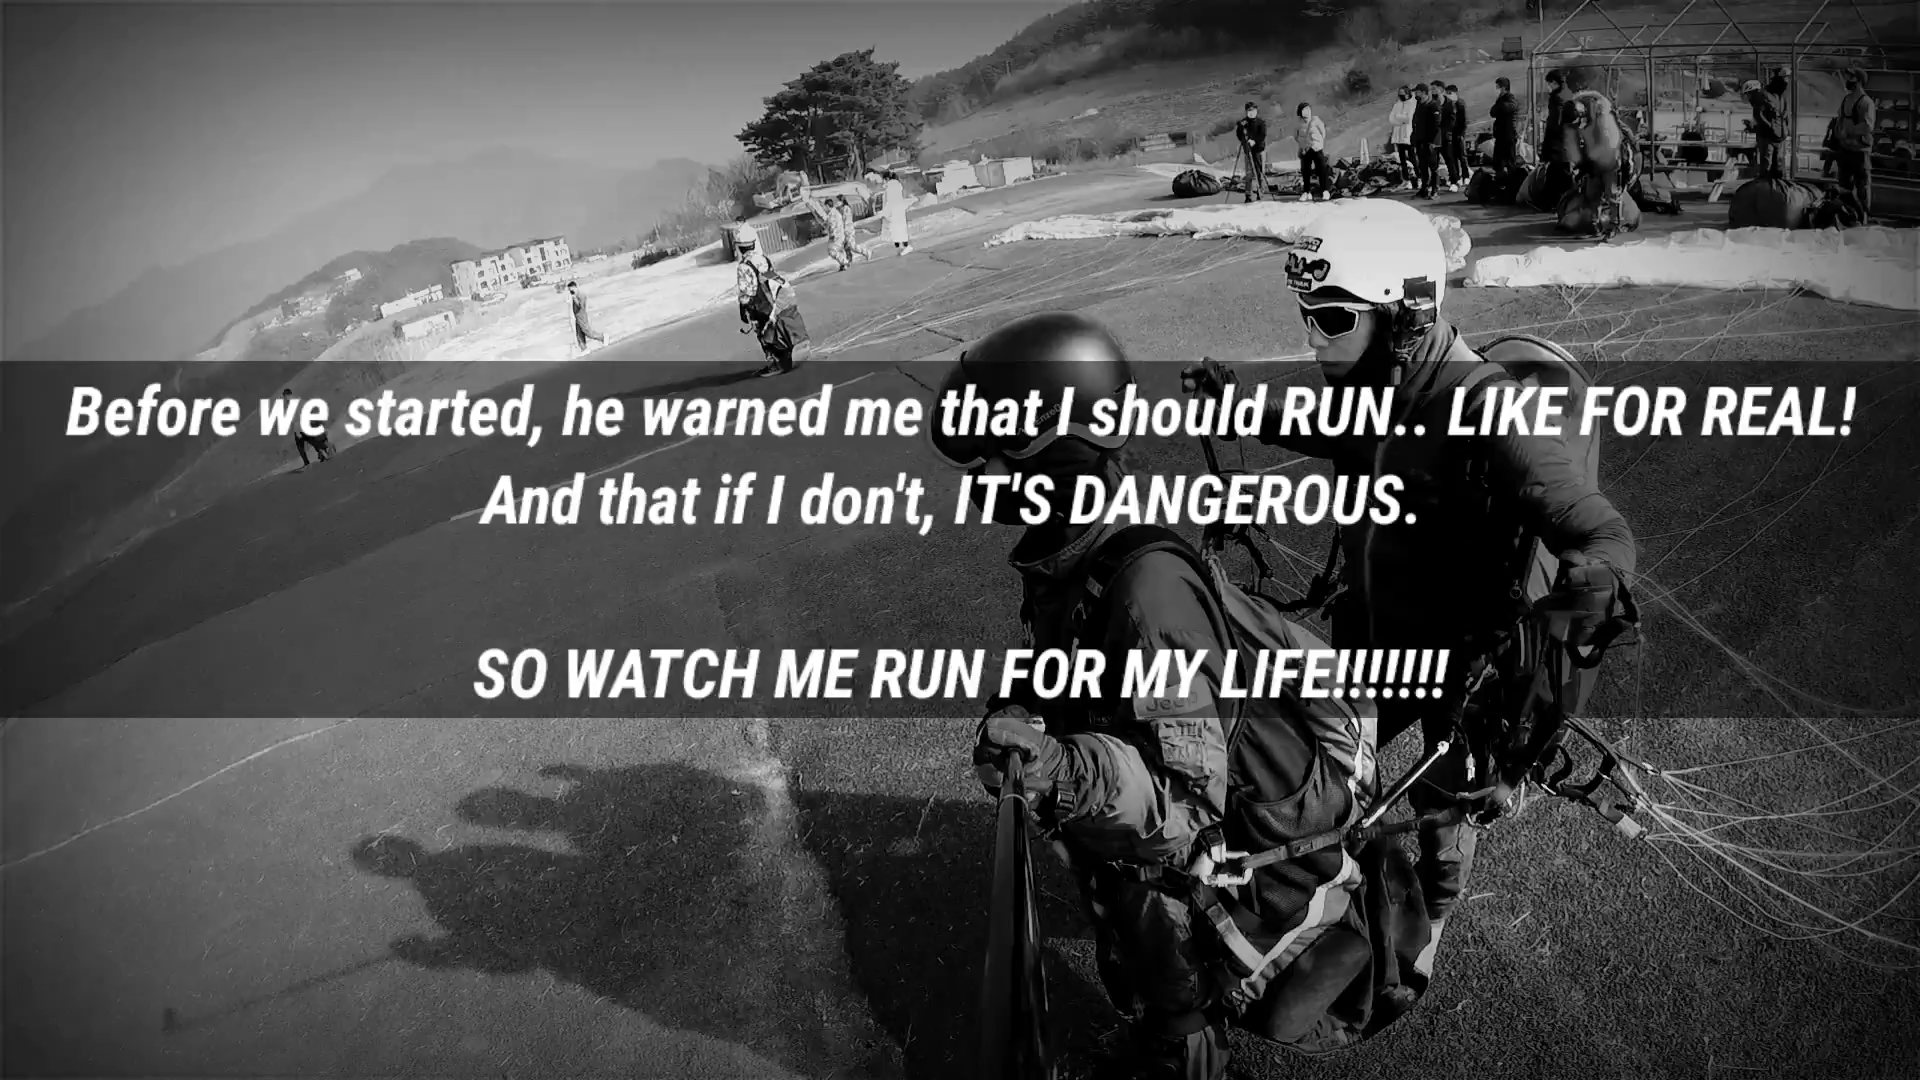 Before we started, he warned me that I should RUN.. LIKE FOR REAL!
And that if I don't, IT'S DANGEROUS.
SO WATCH ME RUN FOR MY LIFE!!!!!!!
Jeep